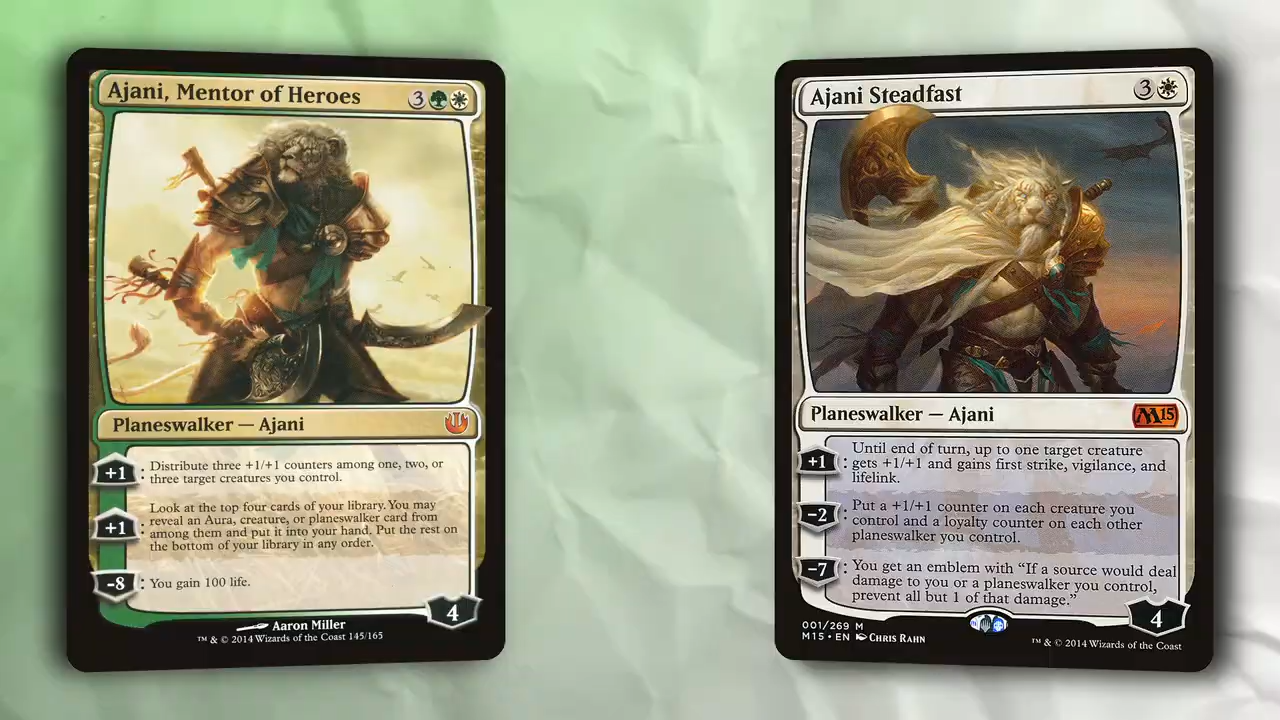 Ajani, Mentor of Heroes
3
Planeswalker — Ajani
+1 : Distribute three +1/+1 counters among one, two, or
three target creatures you control.
+1 : Look at the top four cards of your library. You may
reveal an Aura, creature, or planeswalker card from
among them and put it into your hand. Put the rest on
the bottom of your library in any order.
-8 : You gain 100 life.
4
Aaron Miller
™ & © 2014 Wizards of the Coast 145/165
Ajani Steadfast
3
Planeswalker — Ajani
M15
+1 : Until end of turn, up to one target creature
gets +1/+1 and gains first strike, vigilance, and
lifelink.
-2 : Put a +1/+1 counter on each creature you
control and a loyalty counter on each other
planeswalker you control.
-7 : You get an emblem with “If a source would deal
damage to you or a planeswalker you control,
prevent all but 1 of that damage.”
4
001/269 M
M15 • EN Chris Rahn
™ & © 2014 Wizards of the Coast